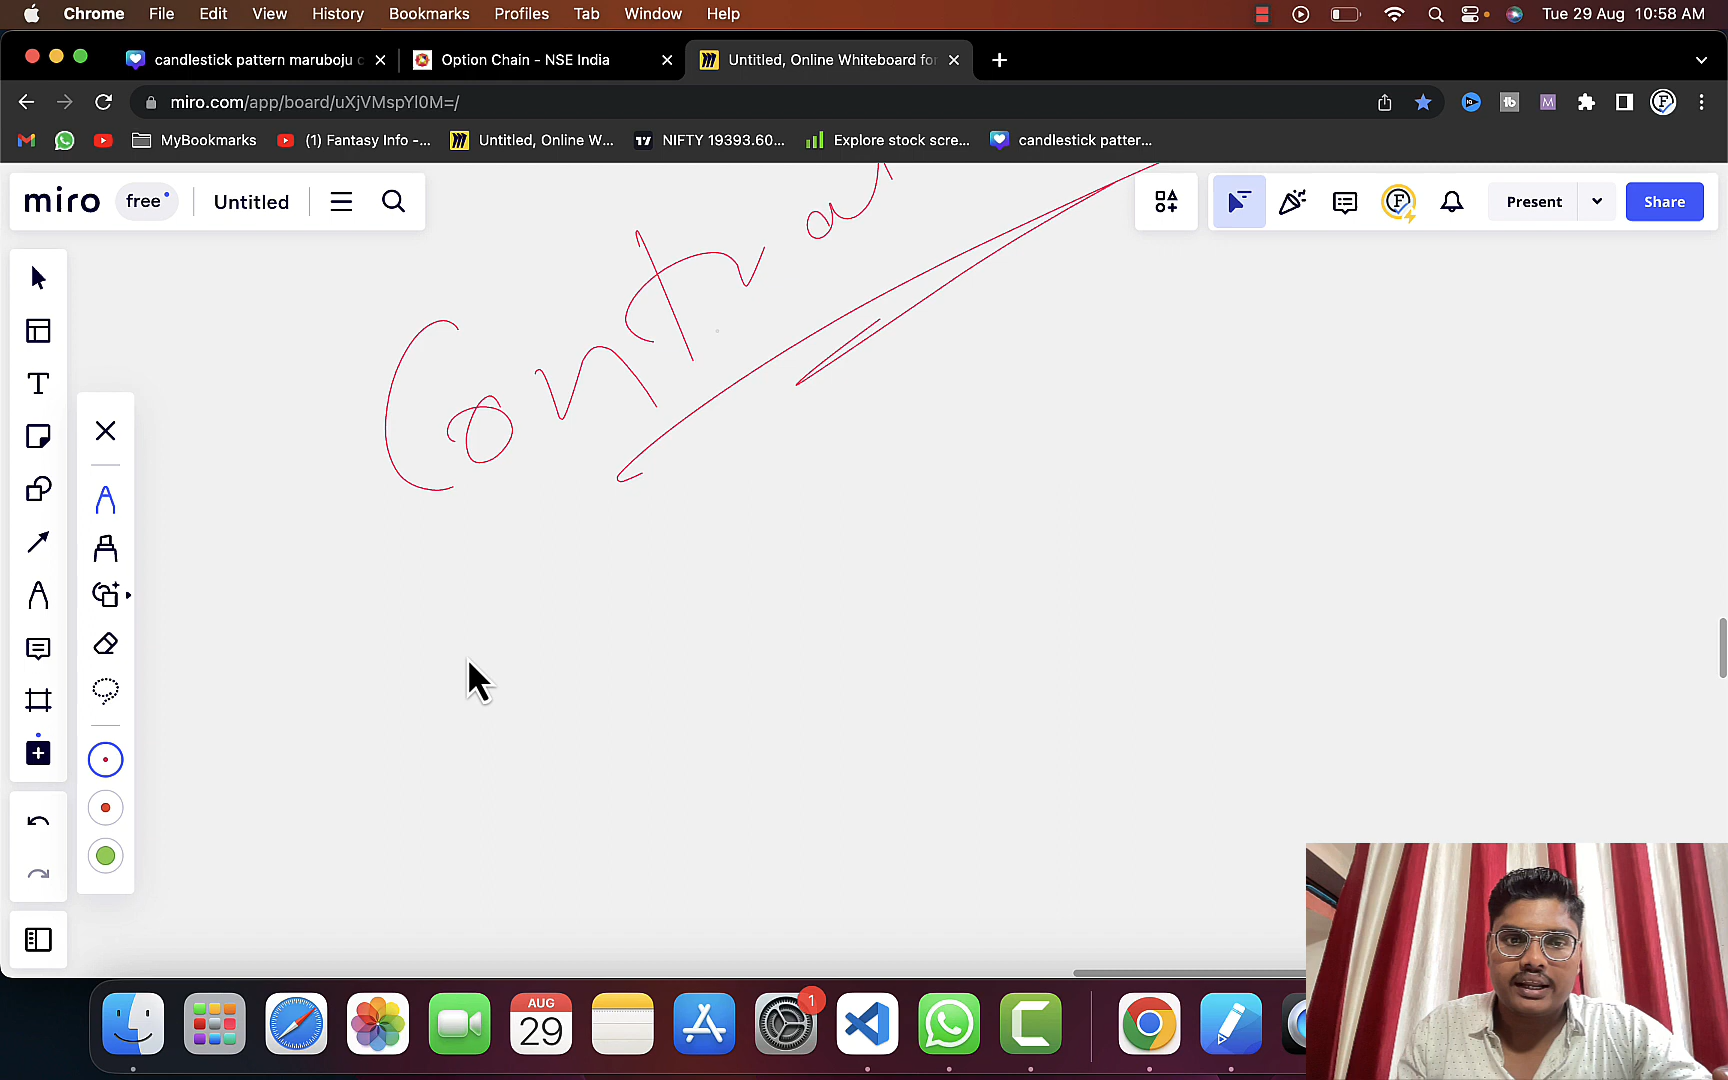 Chrome File Edit View History Bookmarks Profiles Tab Window Help Tue 29 Aug 10:58 AM
candlestick pattern maruboju c Option Chain - NSE India Untitled, Online Whiteboard for
miro.com/app/board/uXjVMspYl0M=/
MyBookmarks (1) Fantasy Info -... Untitled, Online W... NIFTY 19393.60... Explore stock scre... candlestick patter...
miro free Untitled Present Share
AUG
29
1